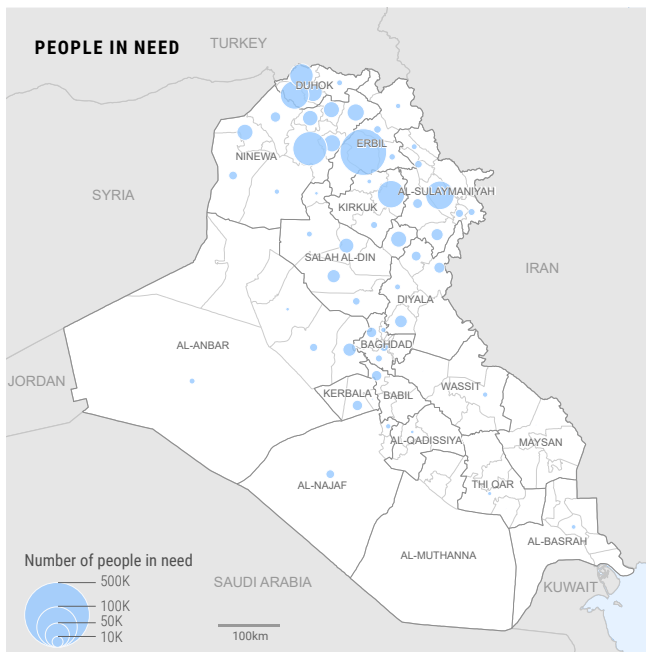 PEOPLE IN NEED
TURKEY
DUHOK
ERBIL
NINEWA
AL-SULAYMANIYAH
SYRIA
KIRKUK
SALAH AL-DIN
IRAN
DIYALA
AL-ANBAR
BAGHDAD
JORDAN
WASSIT
KERBALA
BABIL
AL-QADISSIYA
MAYSAN
AL-NAJAF
THI QAR
AL-BASRAH
AL-MUTHANNA
Number of people in need
500K
100K
50K
10K
SAUDI ARABIA
KUWAIT
100km